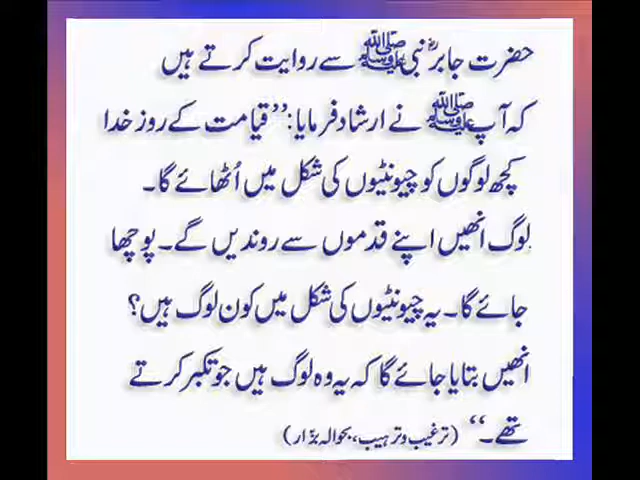 حضرت جابرؓ نبی ﷺ سے روایت کرتے ہیں
کہ آپ ﷺ نے ارشاد فرمایا: ’’قیامت کے روز خدا
کچھ لوگوں کو چیونٹیوں کی شکل میں اُٹھائے گا۔
لوگ انھیں اپنے قدموں سے روندیں گے۔ پوچھا
جائے گا۔ یہ چیونٹیوں کی شکل میں کون لوگ ہیں؟
انھیں بتایا جائے گا کہ یہ وہ لوگ ہیں جو تکبر کرتے
تھے۔‘‘ (ترغیب و ترہیب، بحوالہ بزّار)